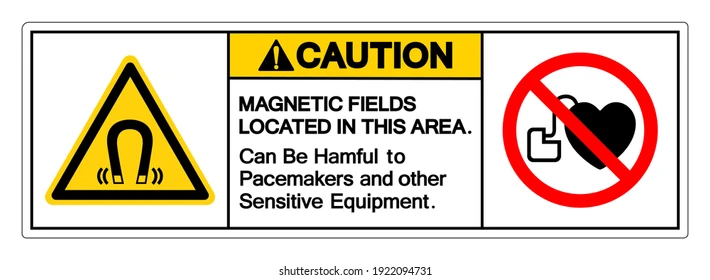 CAUTION
MAGNETIC FIELDS
LOCATED IN THIS AREA.
Can Be Hamful to
Pacemakers and other
Sensitive Equipment.
shutterstock.com · 1922094731